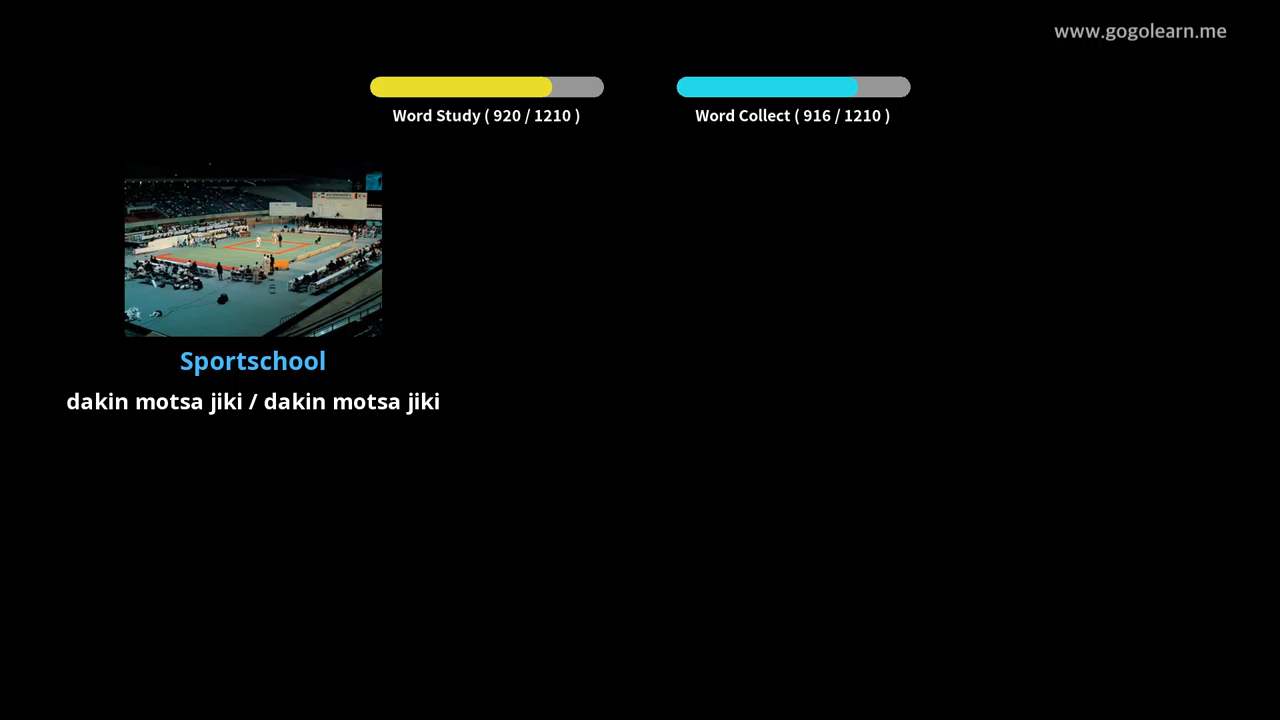 www.gogolearn.me
Word Study ( 920 / 1210 )
Word Collect ( 916 / 1210 )
Sportschool
dakin motsa jiki / dakin motsa jiki